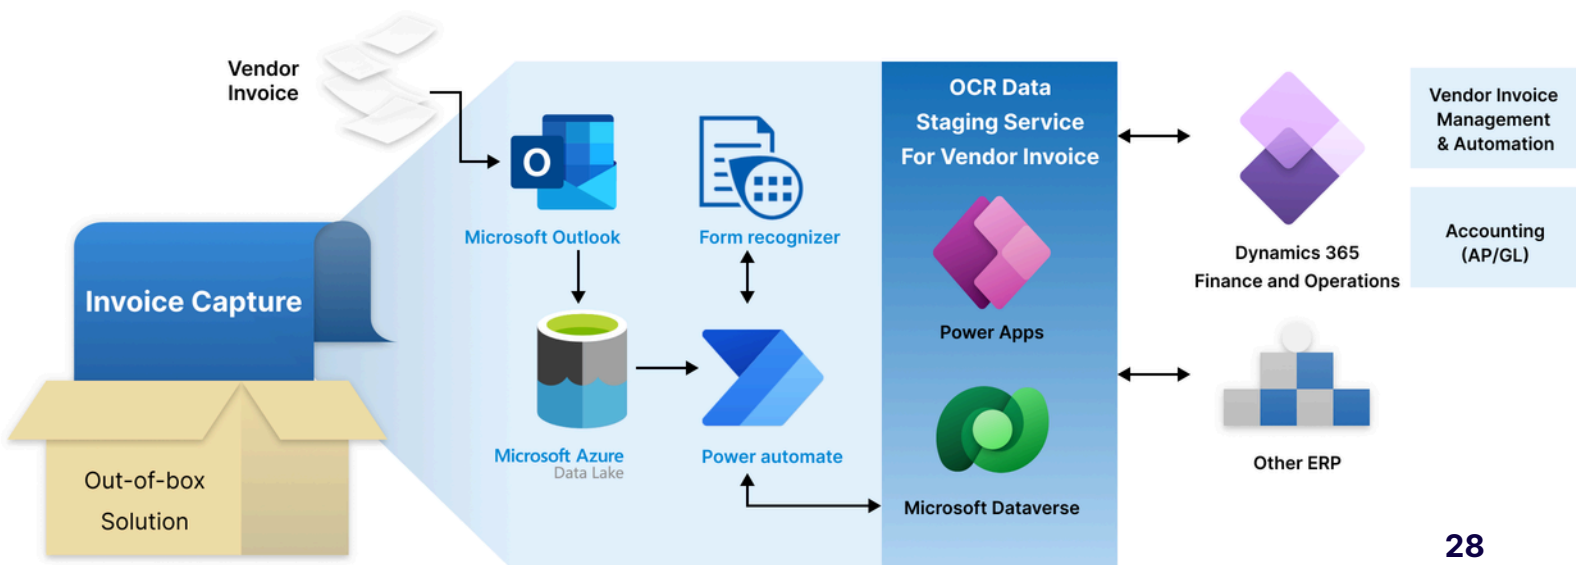 Vendor
Invoice
Invoice Capture
Out-of-box
Solution
O
Microsoft Outlook
Form recognizer
Microsoft Azure
Data Lake
Power automate
OCR Data
Staging Service
For Vendor Invoice
Power Apps
Microsoft Dataverse
Dynamics 365
Finance and Operations
Other ERP
Vendor Invoice
Management
& Automation
Accounting
(AP/GL)
28